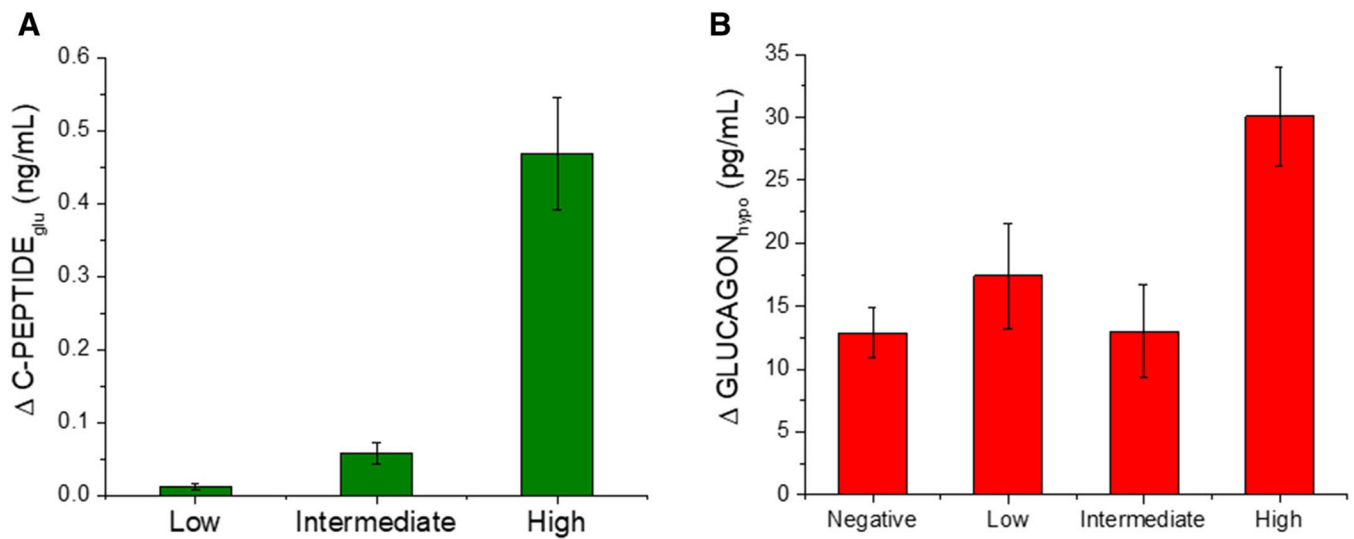 A
Δ C-PEPTIDEglu (ng/mL)
0.6
0.5
0.4
0.3
0.2
0.1
0.0
Low Intermediate High
B
Δ GLUCAGONhypo (pg/mL)
35
30
25
20
15
10
5
0
Negative Low Intermediate High